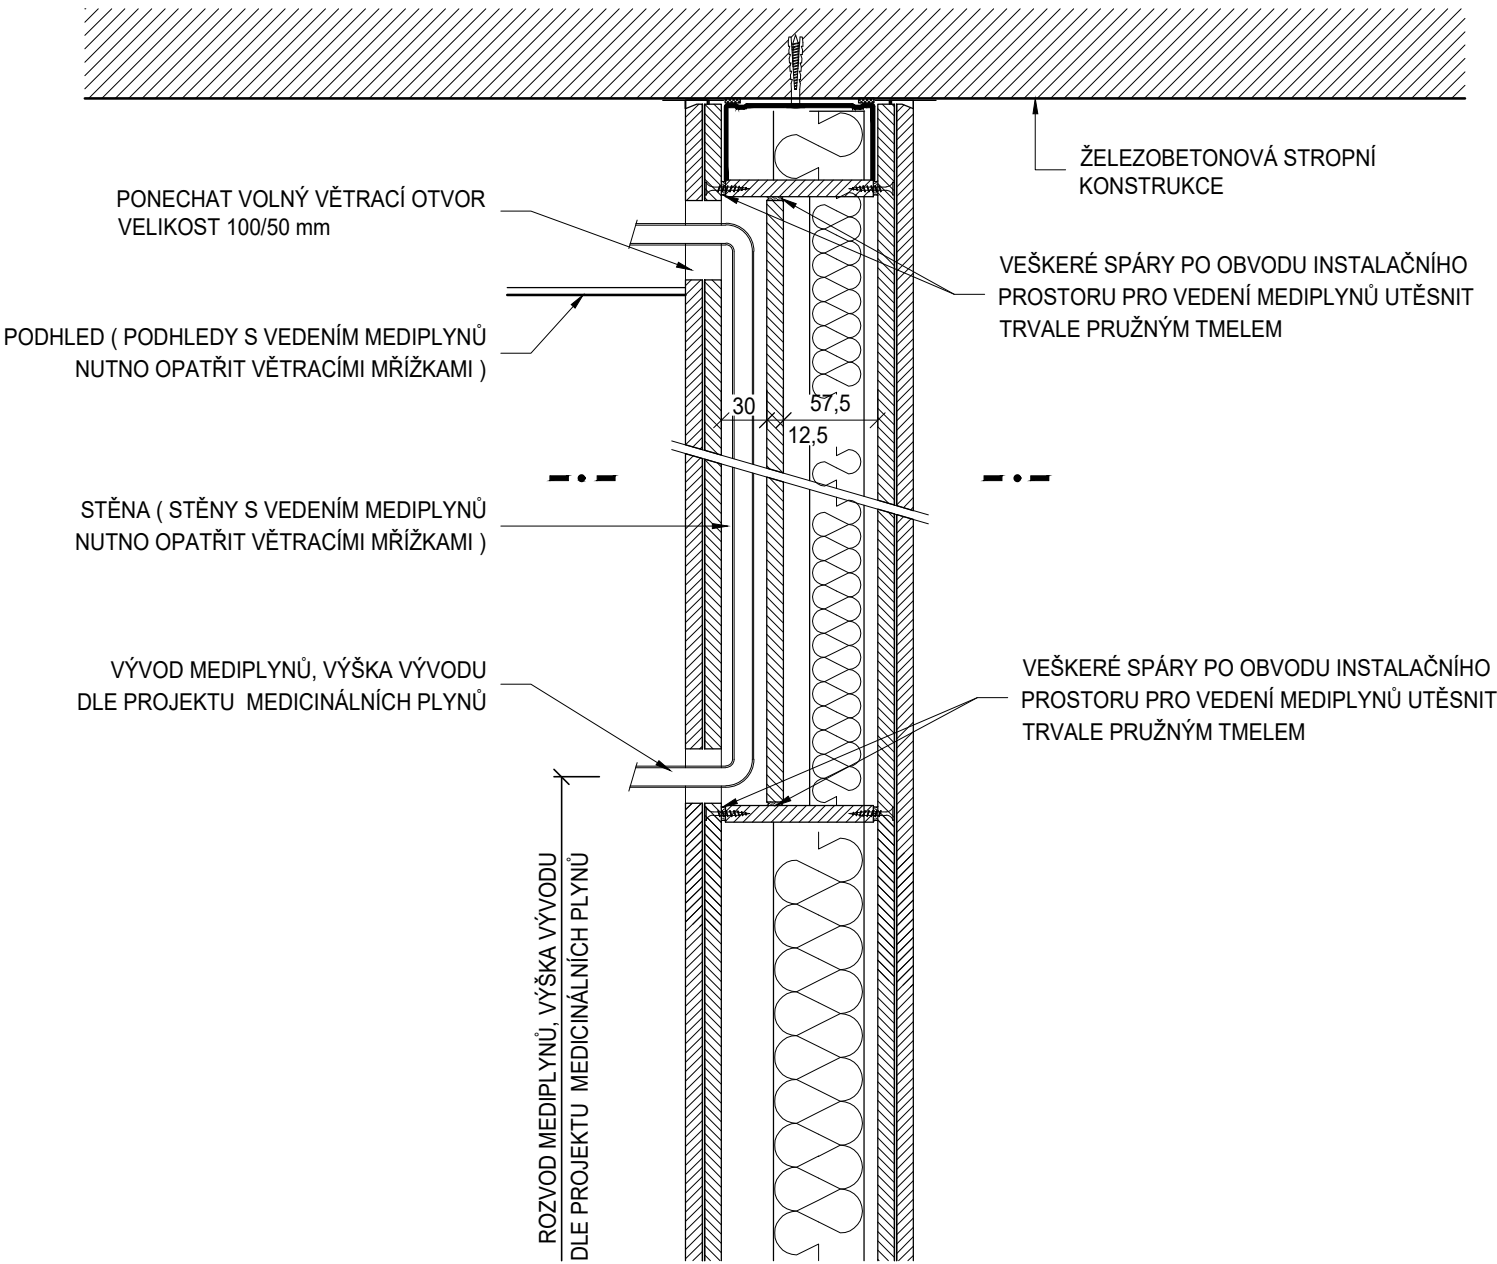 ŽELEZOBETONOVÁ STROPNÍ
KONSTRUKCE
PONECHAT VOLNÝ VĚTRACÍ OTVOR
VELIKOST 100/50 mm
VEŠKERÉ SPÁRY PO OBVODU INSTALAČNÍHO
PROSTORU PRO VEDENÍ MEDIPLYNŮ UTĚSNIT
TRVALE PRUŽNÝM TMELEM
PODHLED ( PODHLEDY S VEDENÍM MEDIPLYNŮ
NUTNO OPATŘIT VĚTRACÍMI MŘÍŽKAMI )
30
57,5
12,5
STĚNA ( STĚNY S VEDENÍM MEDIPLYNŮ
NUTNO OPATŘIT VĚTRACÍMI MŘÍŽKAMI )
VÝVOD MEDIPLYNŮ, VÝŠKA VÝVODU
DLE PROJEKTU MEDICINÁLNÍCH PLYNŮ
VEŠKERÉ SPÁRY PO OBVODU INSTALAČNÍHO
PROSTORU PRO VEDENÍ MEDIPLYNŮ UTĚSNIT
TRVALE PRUŽNÝM TMELEM
ROZVOD MEDIPLYNŮ, VÝŠKA VÝVODU
DLE PROJEKTU MEDICINÁLNÍCH PLYNŮ